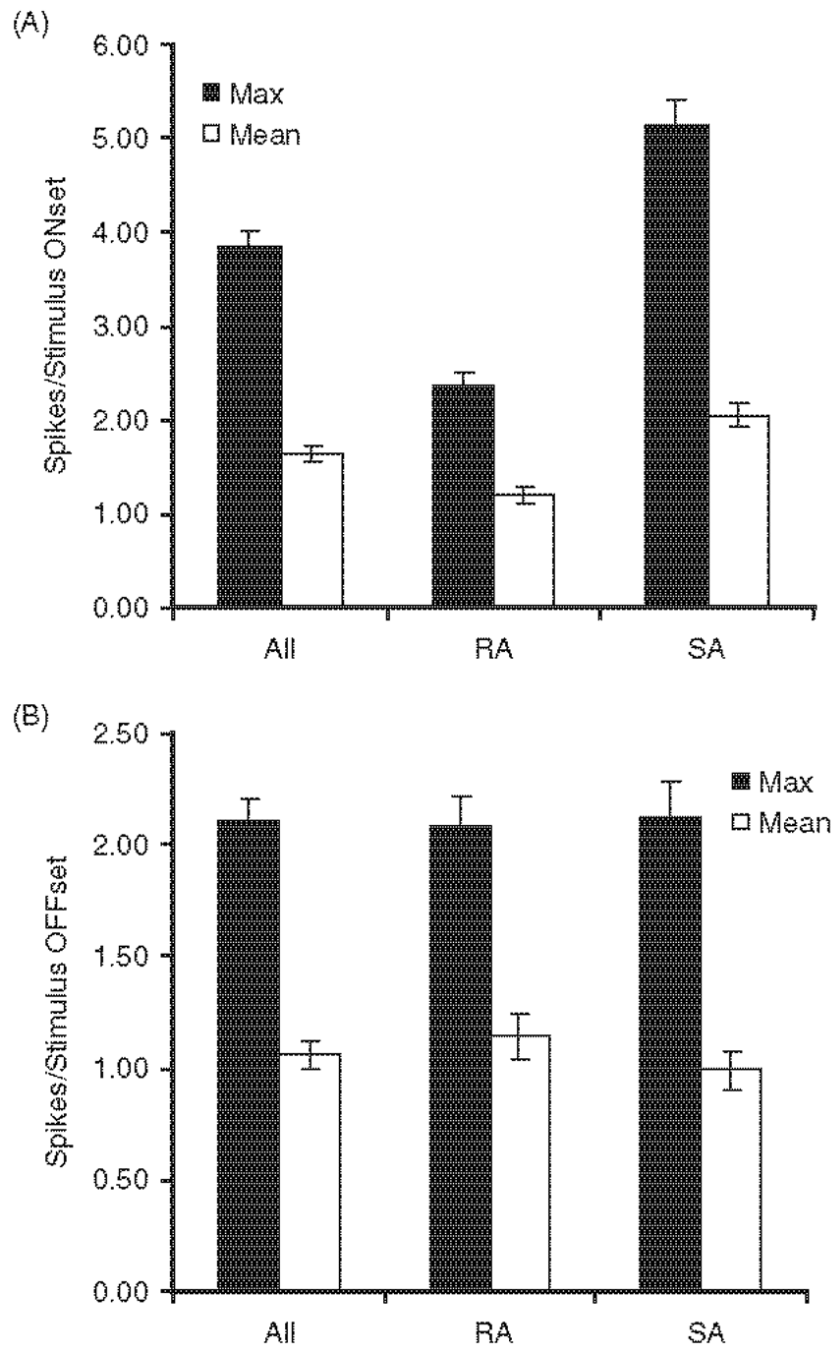 (A)
6.00
5.00
4.00
3.00
2.00
1.00
0.00
Spikes/Stimulus ONset
Max
Mean
All RA SA
(B)
2.50
2.00
1.50
1.00
0.50
0.00
Spikes/Stimulus OFFset
Max
Mean
All RA SA